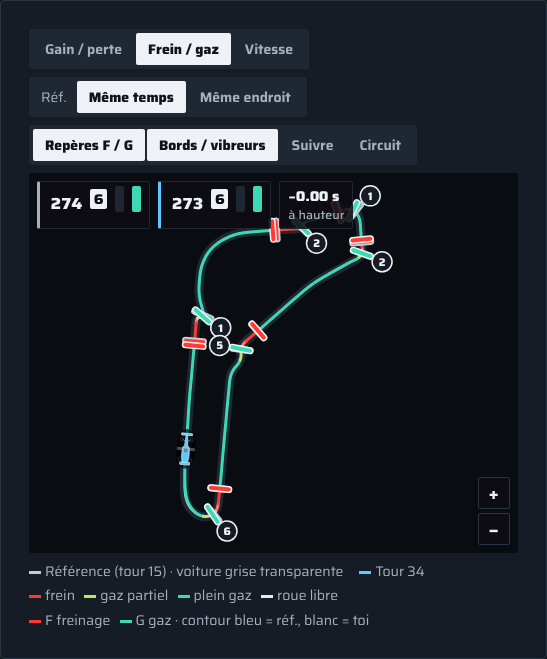 Gain / perte Frein / gaz Vitesse
Réf. Même temps Même endroit
Repères F / G Bords / vibreurs Suivre Circuit
274 6 273 6 -0.00 s
à hauteur
1
2
2
1
5
6
+
−
Référence (tour 15) · voiture grise transparente Tour 34
frein gaz partiel plein gaz roue libre
F freinage G gaz · contour bleu = réf., blanc = toi